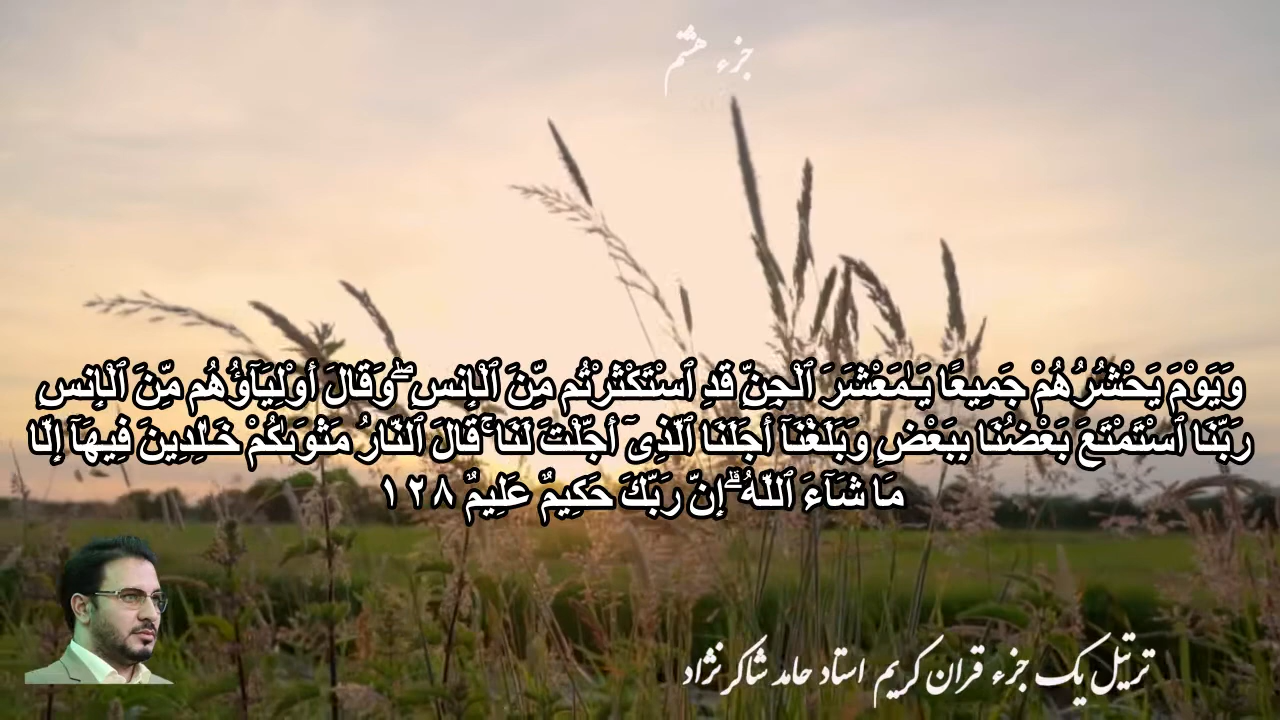 جزء هشتم
وَيَوْمَ يَحْشُرُهُمْ جَمِيعًا يَـٰمَعْشَرَ ٱلْجِنِّ قَدِ ٱسْتَكْثَرْتُم مِّنَ ٱلْإِنسِ ۖ وَقَالَ أَوْلِيَآؤُهُم مِّنَ ٱلْإِنسِ
رَبَّنَا ٱسْتَمْتَعَ بَعْضُنَا بِبَعْضٍ وَبَلَغْنَآ أَجَلَنَا ٱلَّذِىٓ أَجَّلْتَ لَنَا ۚ قَالَ ٱلنَّارُ مَثْوَىٰكُمْ خَـٰلِدِينَ فِيهَآ إِلَّا
مَا شَآءَ ٱللَّهُ ۗ إِنَّ رَبَّكَ حَكِيمٌ عَلِيمٌ ١٢٨
ترتیل یک جزء قران کریم استاد حامد شاکرنژاد